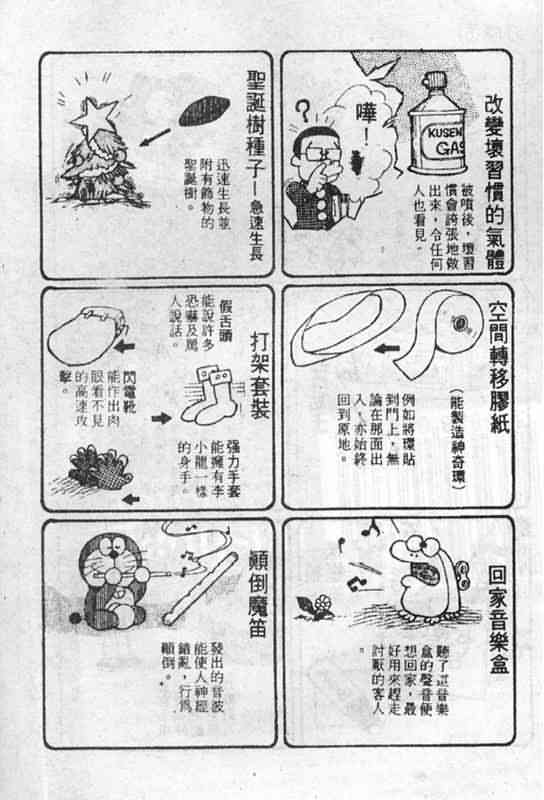 改變壞習慣的氣體
KUSEN
GAS
嘩！
?
被噴後，壞習
慣會誇張地做
出來，令任何
人也看見。
聖誕樹種子—急速生長
迅速生長並
附有飾物的
聖誕樹。
空間轉移膠紙
（能製造神奇環）
例如將環貼
到門上，無
論在那面出
入，亦始終
回到原地。
打架套裝
假舌頭
能說許多
恐嚇及罵
人說話。
閃電靴
能作出肉
眼看不見
的高速攻
擊。
强力手套
能擁有李
小龍一樣
的身手。
回家音樂盒
聽了這音樂
盒的聲音便
想回家，最
好用來趕走
討厭的客人
。
顛倒魔笛
發出的音波
能使人神經
錯亂，行爲
顛倒。